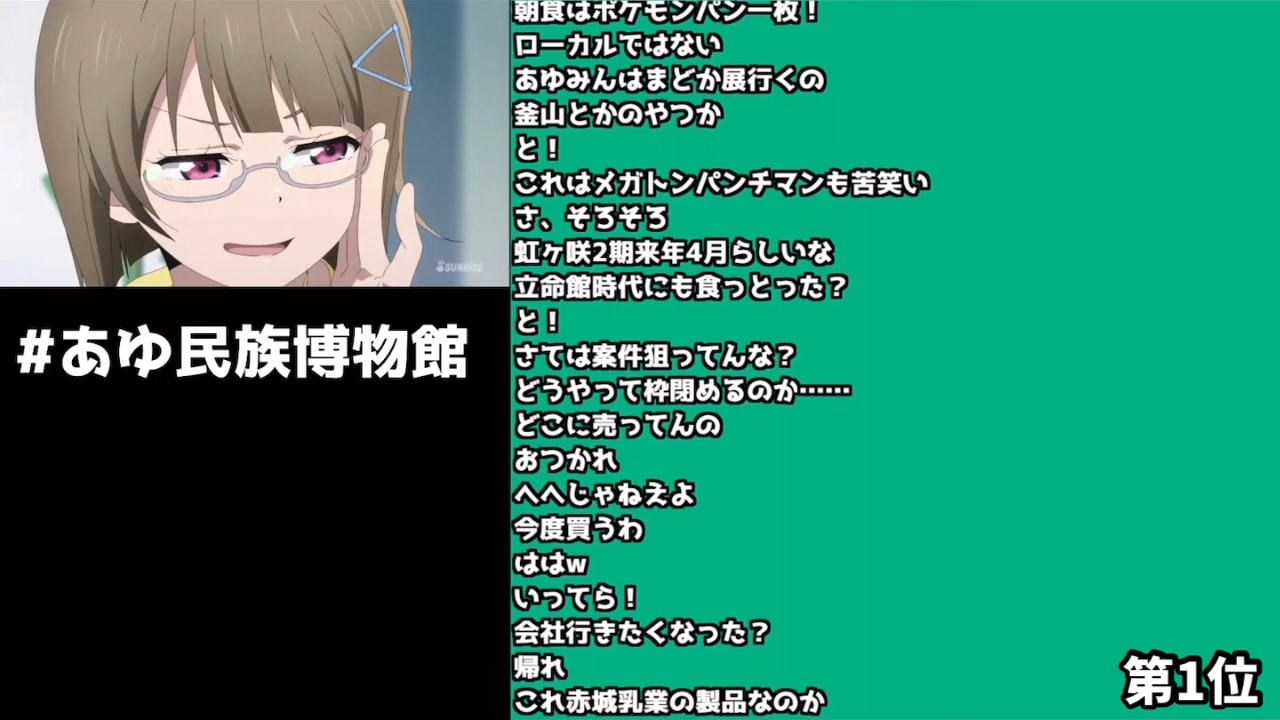 SUNRISE
#あゆ民族博物館
朝食はポケモンパン一枚！
ローカルではない
あゆみんはまどか展行くの
釜山とかのやつか
と！
これはメガトンパンチマンも苦笑い
さ、そろそろ
虹ヶ咲2期来年4月らしいな
立命館時代にも食っとった？
と！
さては案件狙ってんな？
どうやって枠閉めるのか……
どこに売ってんの
おつかれ
へへじゃねえよ
今度買うわ
ははw
いってら！
会社行きたくなった？
帰れ
これ赤城乳業の製品なのか
第1位